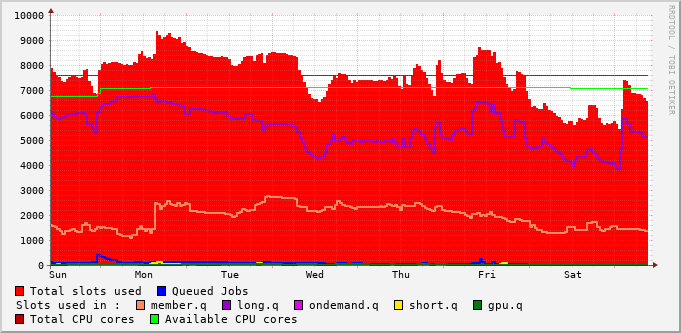 10000
9000
8000
7000
6000
5000
4000
3000
2000
1000
0
Sun Mon Tue Wed Thu Fri Sat
RRDTOOL / TOBI OETIKER
Total slots used Queued Jobs
Slots used in : member.q long.q ondemand.q short.q gpu.q
Total CPU cores Available CPU cores